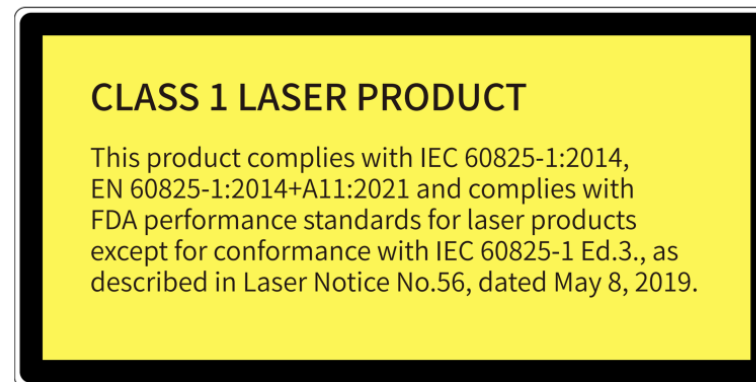 CLASS 1 LASER PRODUCT
This product complies with IEC 60825-1:2014,
EN 60825-1:2014+A11:2021 and complies with
FDA performance standards for laser products
except for conformance with IEC 60825-1 Ed.3., as
described in Laser Notice No.56, dated May 8, 2019.